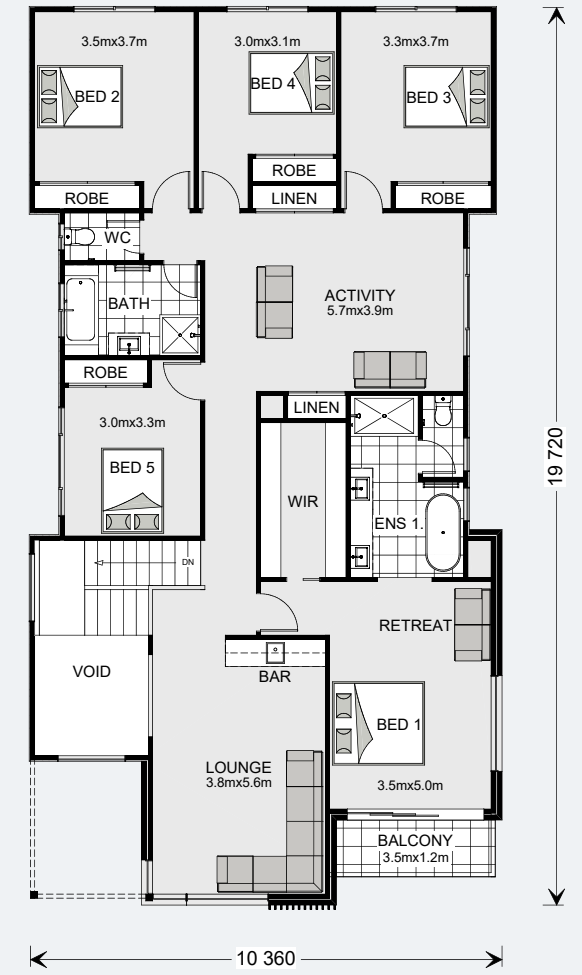 3.5mx3.7m
3.0mx3.1m
3.3mx3.7m
BED 2
BED 4
BED 3
ROBE
ROBE
LINEN
ROBE
WC
BATH
ACTIVITY
5.7mx3.9m
ROBE
LINEN
3.0mx3.3m
BED 5
WIR
ENS 1.
19 720
DN
RETREAT
VOID
BAR
BED 1
LOUNGE
3.8mx5.6m
3.5mx5.0m
BALCONY
3.5mx1.2m
10 360